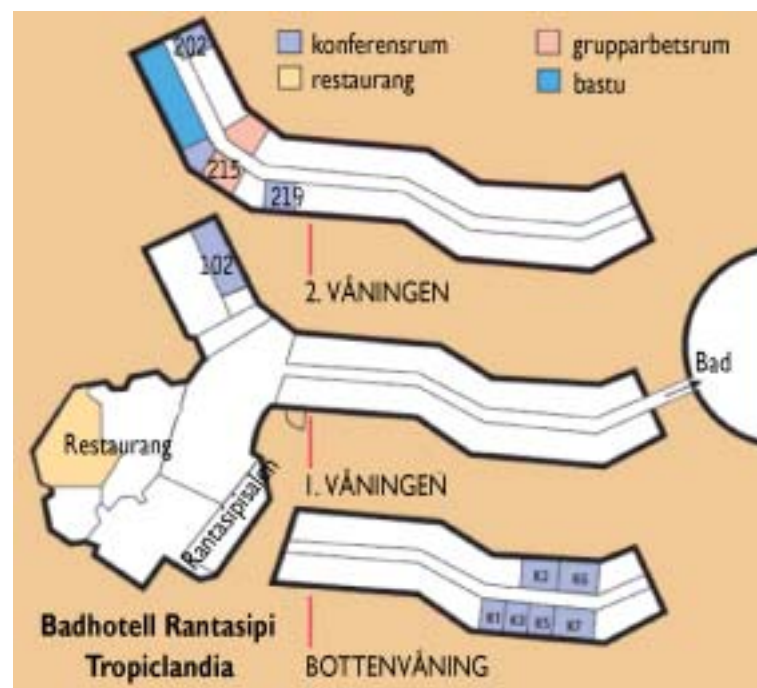 202
konferensrum
grupparbetsrum
restaurang
bastu
215
219
102
2. VÅNINGEN
Bad
Restaurang
1. VÅNINGEN
Rantasipisalen
Badhotell Rantasipi
Tropiclandia
BOTTENVÅNING